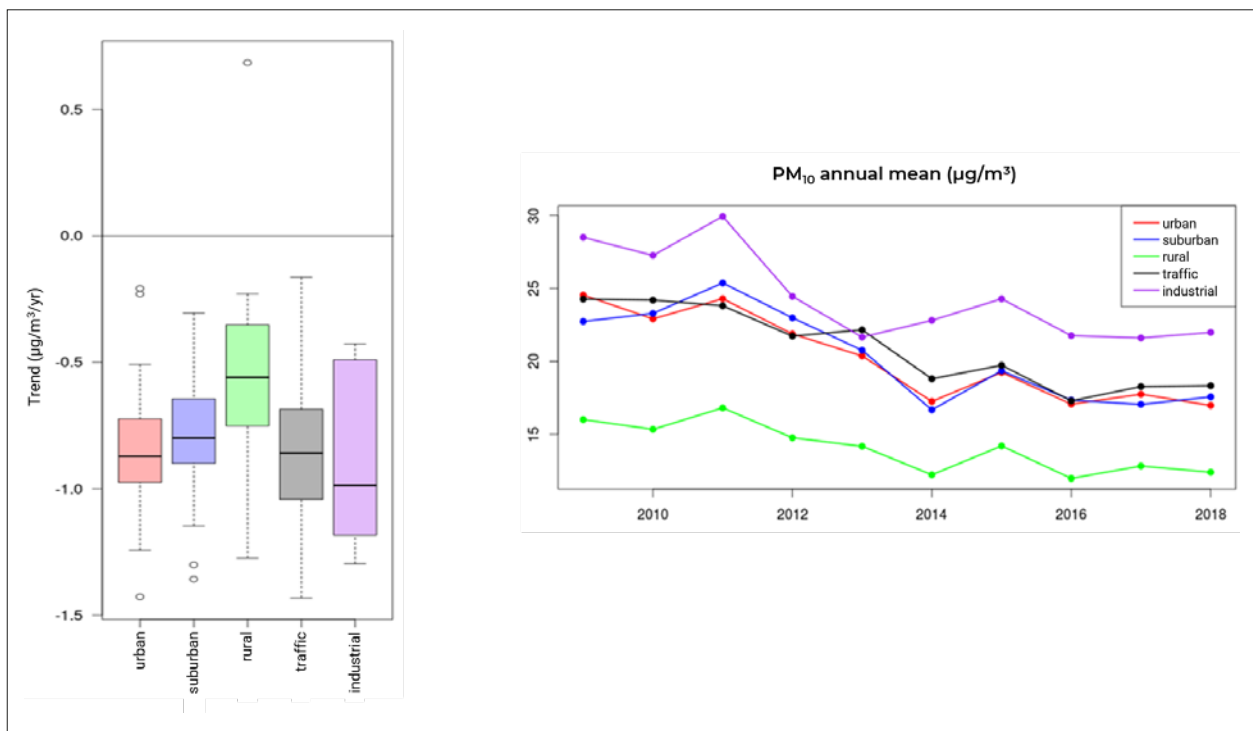 Trend (µg/m³/yr)
0.5
0.0
-0.5
-1.0
-1.5
urban
suburban
rural
traffic
industrial
PM₁₀ annual mean (µg/m³)
30
25
20
15
urban
suburban
rural
traffic
industrial
2010 2012 2014 2016 2018